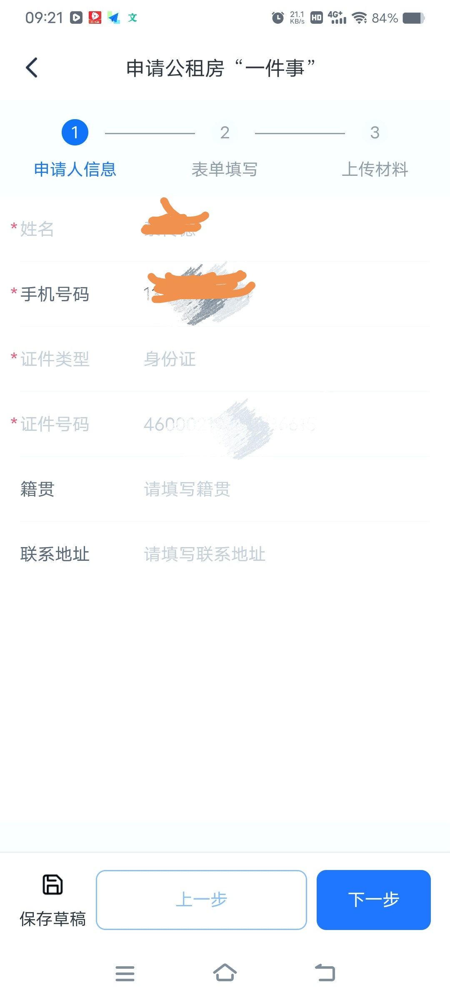 09:21
21.1
KB/s
HD
4G+
84%
申请公租房“一件事”
1
2
3
申请人信息
表单填写
上传材料
* 姓名
* 手机号码
* 证件类型 身份证
* 证件号码
籍贯 请填写籍贯
联系地址 请填写联系地址
保存草稿
上一步
下一步